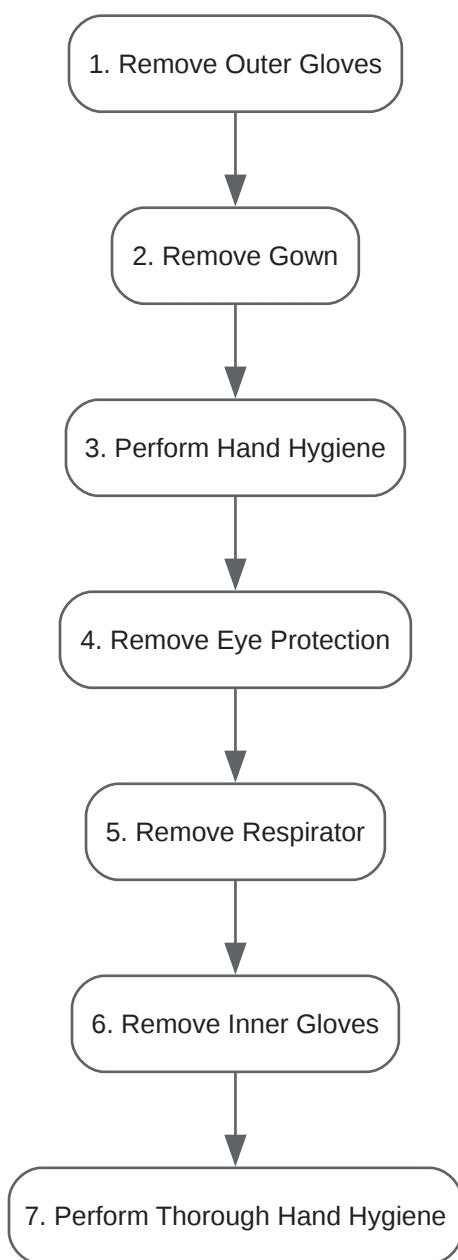 1. Remove Outer Gloves
2. Remove Gown
3. Perform Hand Hygiene
4. Remove Eye Protection
5. Remove Respirator
6. Remove Inner Gloves
7. Perform Thorough Hand Hygiene